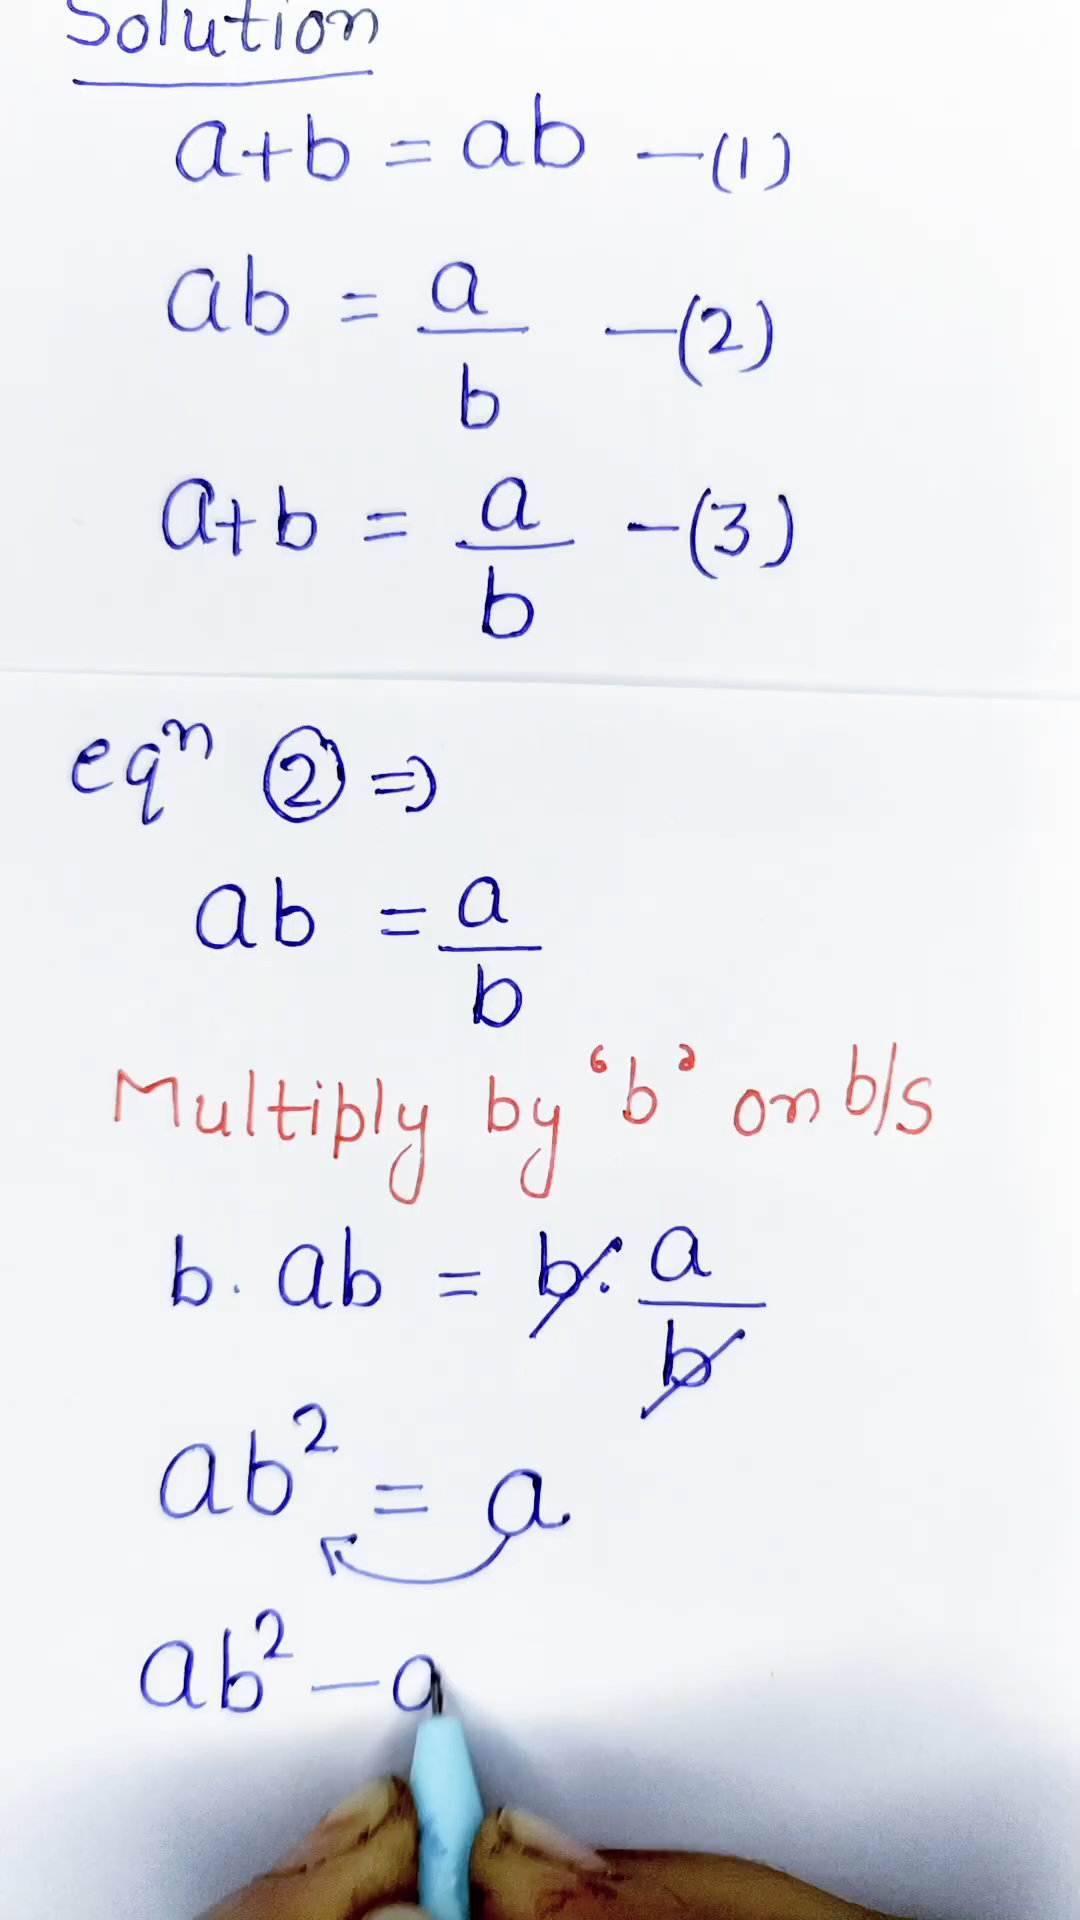 Solution
a+b = ab —(1)
ab = a/b —(2)
a+b = a/b —(3)
eqⁿ ② =>
ab = a/b
Multiply by ‘b’ on b/s
b . ab = b . a/b
ab² = a
ab² — a